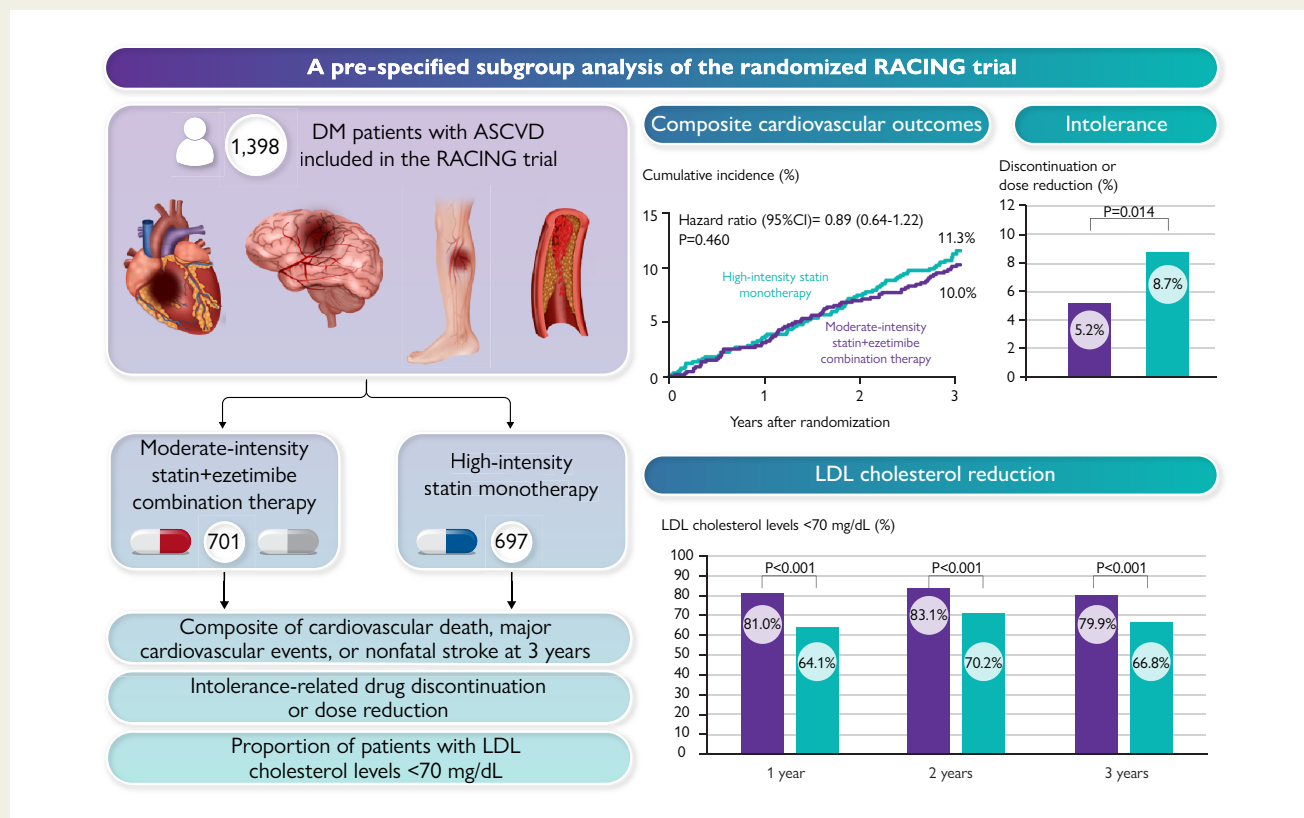 A pre-specified subgroup analysis of the randomized RACING trial
1,398
DM patients with ASCVD
included in the RACING trial
Moderate-intensity
statin+ezetimibe
combination therapy
701
High-intensity
statin monotherapy
697
Composite of cardiovascular death, major
cardiovascular events, or nonfatal stroke at 3 years
Intolerance-related drug discontinuation
or dose reduction
Proportion of patients with LDL
cholesterol levels <70 mg/dL
Composite cardiovascular outcomes
Cumulative incidence (%)
15
10
5
0
Hazard ratio (95%CI)= 0.89 (0.64-1.22)
P=0.460
11.3%
High-intensity statin
monotherapy
10.0%
Moderate-intensity
statin+ezetimibe
combination therapy
0
1
2
3
Years after randomization
Intolerance
Discontinuation or
dose reduction (%)
12
10
8
6
4
2
0
P=0.014
5.2%
8.7%
LDL cholesterol reduction
LDL cholesterol levels <70 mg/dL (%)
100
90
80
70
60
50
40
30
20
10
0
P<0.001
P<0.001
P<0.001
81.0%
64.1%
83.1%
70.2%
79.9%
66.8%
1 year
2 years
3 years